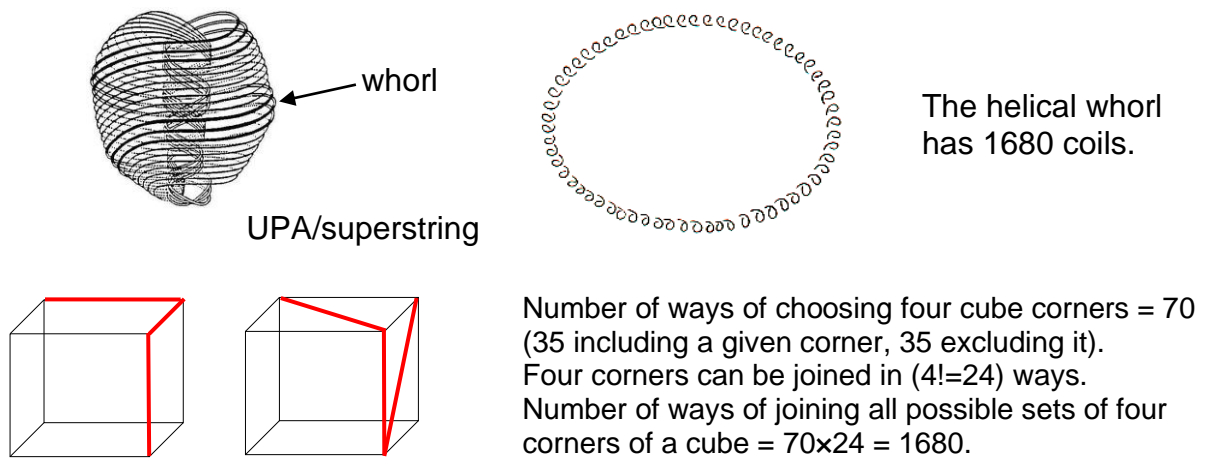 whorl
The helical whorl
has 1680 coils.
UPA/superstring
Number of ways of choosing four cube corners = 70
(35 including a given corner, 35 excluding it).
Four corners can be joined in (4!=24) ways.
Number of ways of joining all possible sets of four
corners of a cube = 70×24 = 1680.